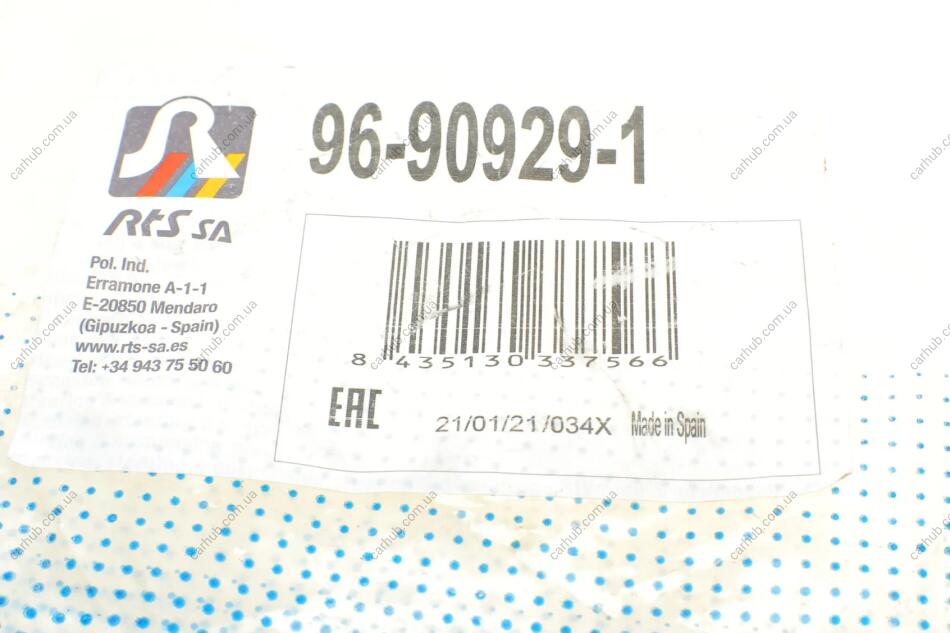 96-90929-1
RTS SA
Pol. Ind.
Erramone A-1-1
E-20850 Mendaro
(Gipuzkoa - Spain)
www.rts-sa.es
Tel: +34 943 75 50 60
8 435130 337566
EAC
21/01/21/034X Made in Spain
carhub.com.ua